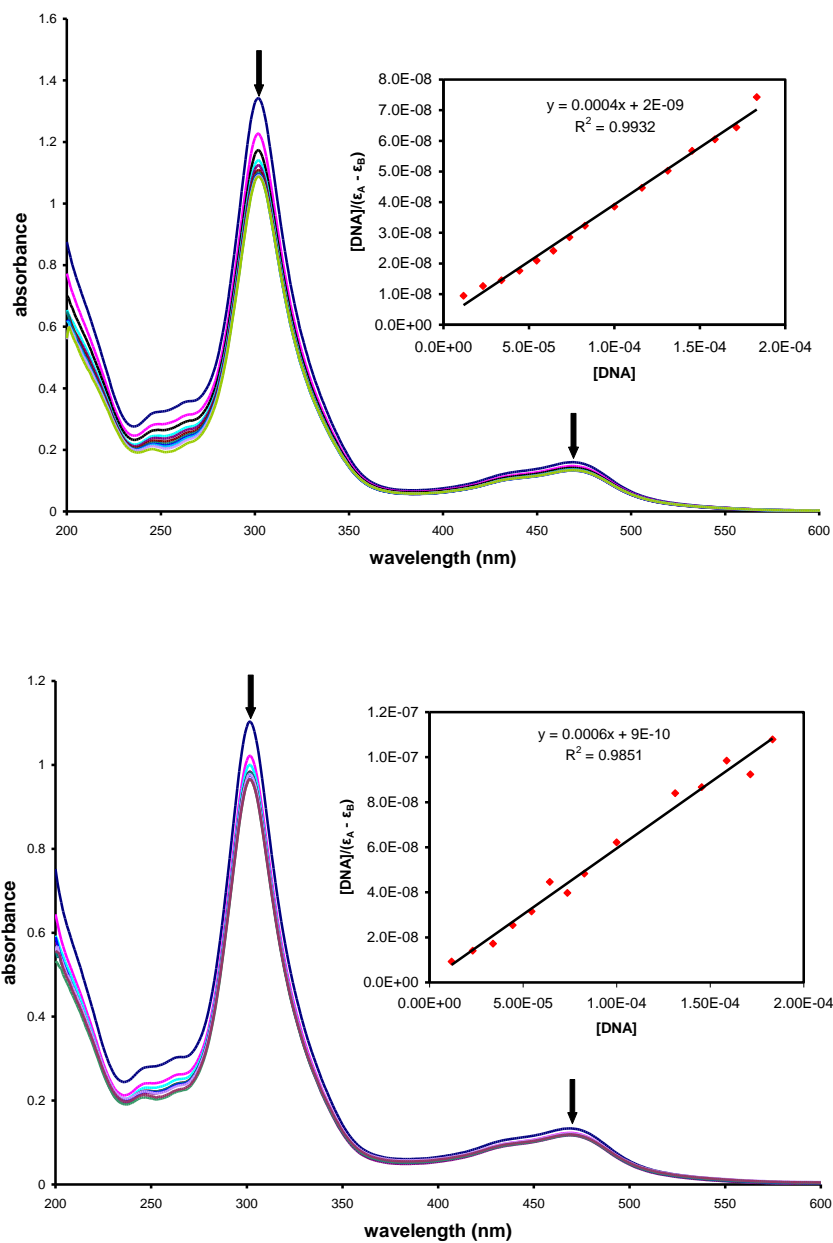 1.6
1.4
1.2
1
0.8
0.6
0.4
0.2
0
absorbance
200 250 300 350 400 450 500 550 600
wavelength (nm)
8.0E-08
7.0E-08
6.0E-08
5.0E-08
4.0E-08
3.0E-08
2.0E-08
1.0E-08
0.0E+00
[DNA]/(εA - εB)
y = 0.0004x + 2E-09
R² = 0.9932
0.0E+00 5.0E-05 1.0E-04 1.5E-04 2.0E-04
[DNA]
1.2
1
0.8
0.6
0.4
0.2
0
absorbance
200 250 300 350 400 450 500 550 600
wavelength (nm)
1.2E-07
1.0E-07
8.0E-08
6.0E-08
4.0E-08
2.0E-08
0.0E+00
[DNA]/(εA - εB)
y = 0.0006x + 9E-10
R² = 0.9851
0.00E+00 5.00E-05 1.00E-04 1.50E-04 2.00E-04
[DNA]